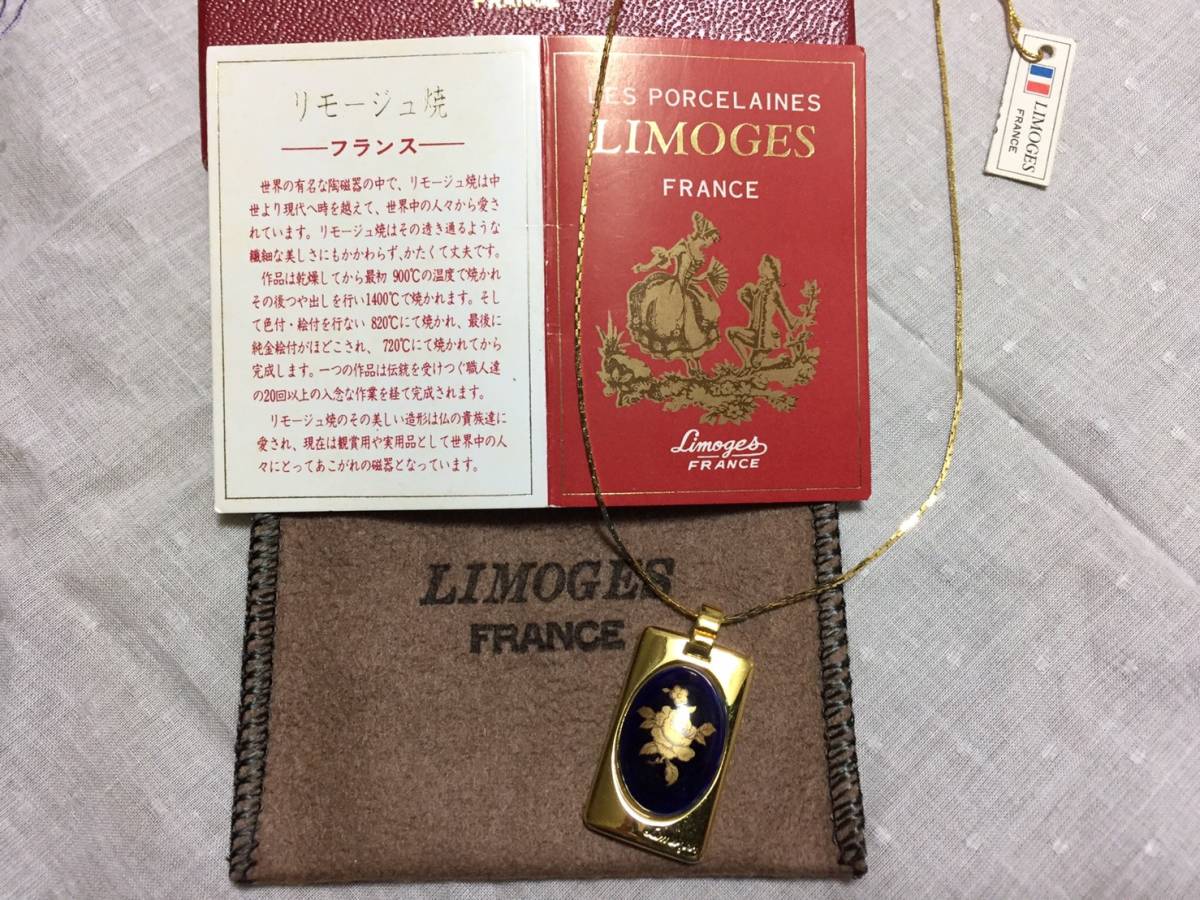 FRANCE
リモージュ焼
フランス
世界の有名な陶磁器の中で、リモージュ焼は中
世より現代へ時を越えて、世界中の人々から愛さ
れています。リモージュ焼はその透き通るような
繊細な美しさにもかかわらず、かたくて丈夫です。
作品は乾燥してから最初 900℃の温度で焼かれ
その後つや出しを行い1400℃で焼かれます。そし
て色付・絵付を行ない 820℃にて焼かれ、最後に
純金絵付がほどこされ、 720℃にて焼かれてから
完成します。一つの作品は伝統を受けつぐ職人達
の20回以上の入念な作業を経て完成されます。
リモージュ焼のその美しい造形は仏の貴族達に
愛され、現在は観賞用や実用品として世界中の人
々にとってあこがれの磁器となっています。
DES PORCELAINES
LIMOGES
FRANCE
Limoges
FRANCE
LIMOGES
FRANCE
LIMOGES
FRANCE
Limoges